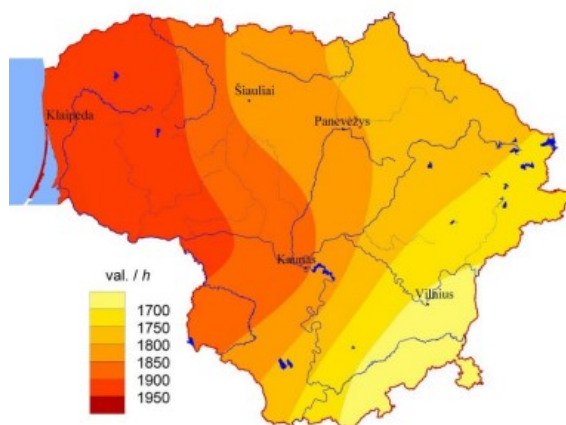 Šiauliai
Klaipėda
Panevėžys
Kaunas
Vilnius
val. / h
1700
1750
1800
1850
1900
1950